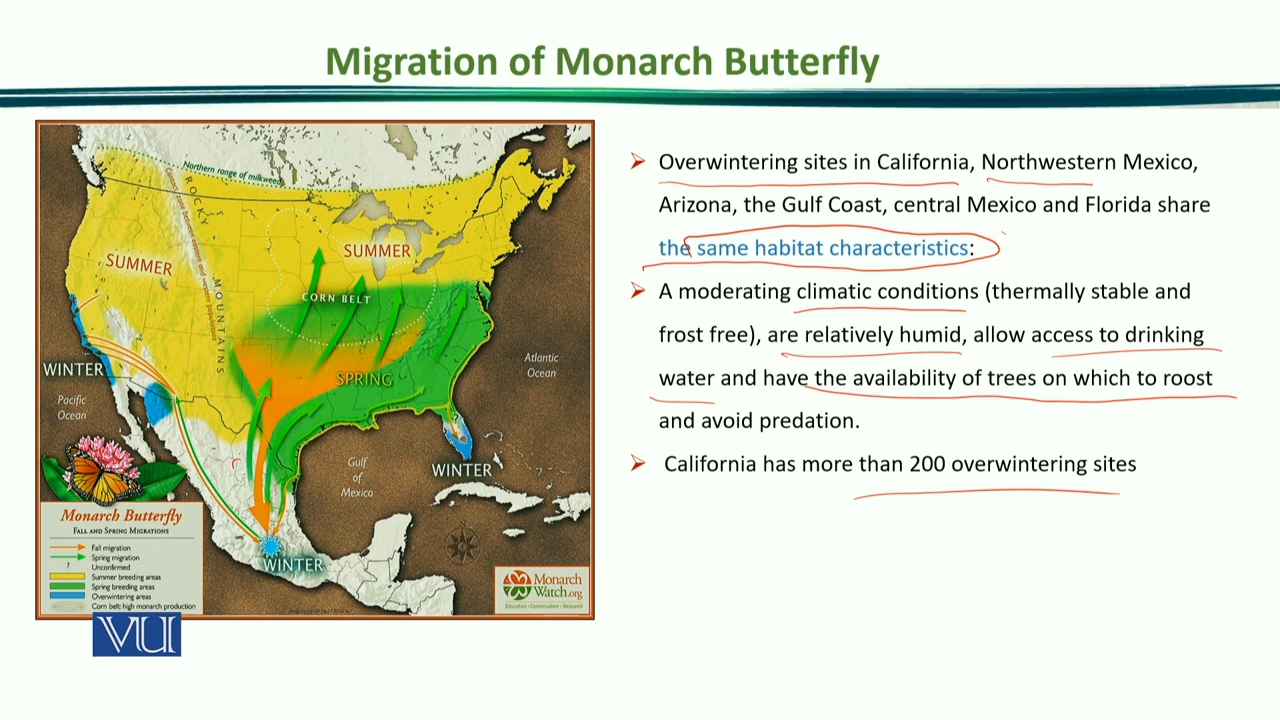 Migration of Monarch Butterfly
Northern range of milkweed
ROCKY
MOUNTAINS
SUMMER
SUMMER
CORN BELT
SPRING
WINTER
Pacific
Ocean
Atlantic
Ocean
Gulf
of
Mexico
?
WINTER
WINTER
Monarch Butterfly
FALL AND SPRING MIGRATIONS
Fall migration
Spring migration
? Unconfirmed
Summer breeding areas
Spring breeding areas
Overwintering areas
Corn belt: high monarch production
Monarch
Watch.org
Education • Conservation • Research
VU
➢ Overwintering sites in California, Northwestern Mexico,
Arizona, the Gulf Coast, central Mexico and Florida share
the same habitat characteristics:
➢ A moderating climatic conditions (thermally stable and
frost free), are relatively humid, allow access to drinking
water and have the availability of trees on which to roost
and avoid predation.
➢ California has more than 200 overwintering sites